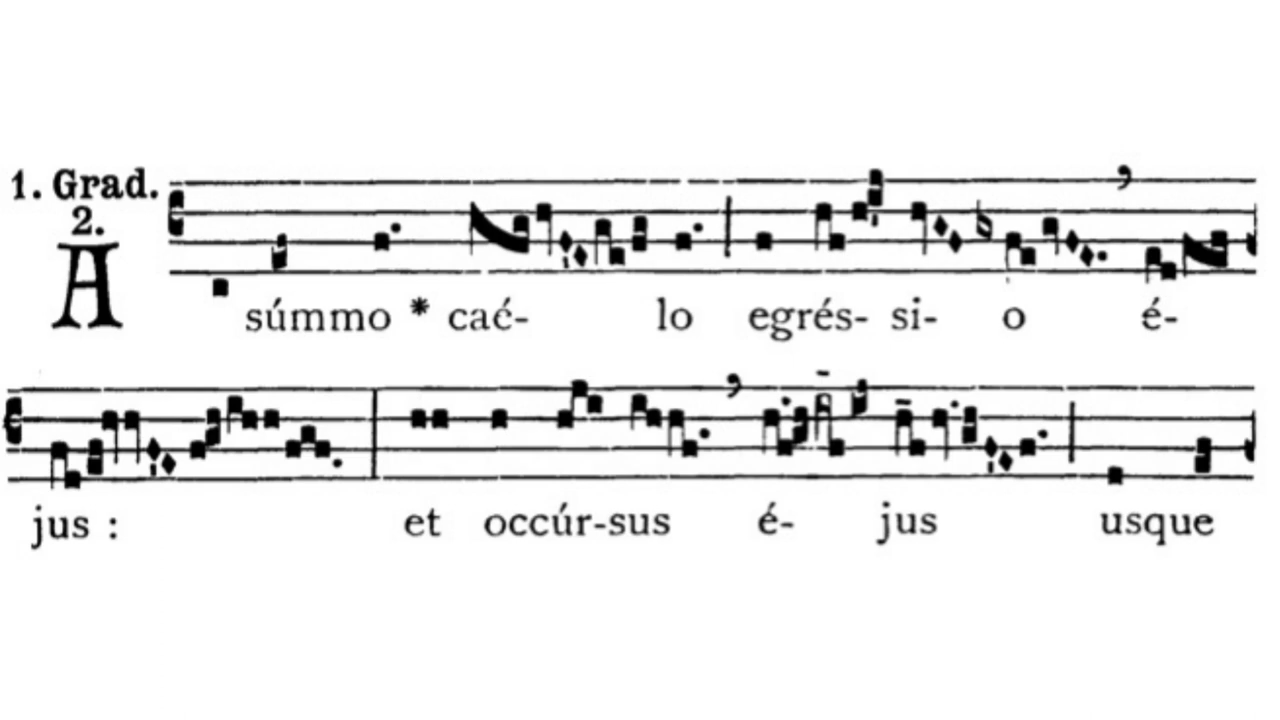 1. Grad.
2.
A súmmo * caé- lo egrés- si- o é-
jus : et occúr-sus é- jus usque